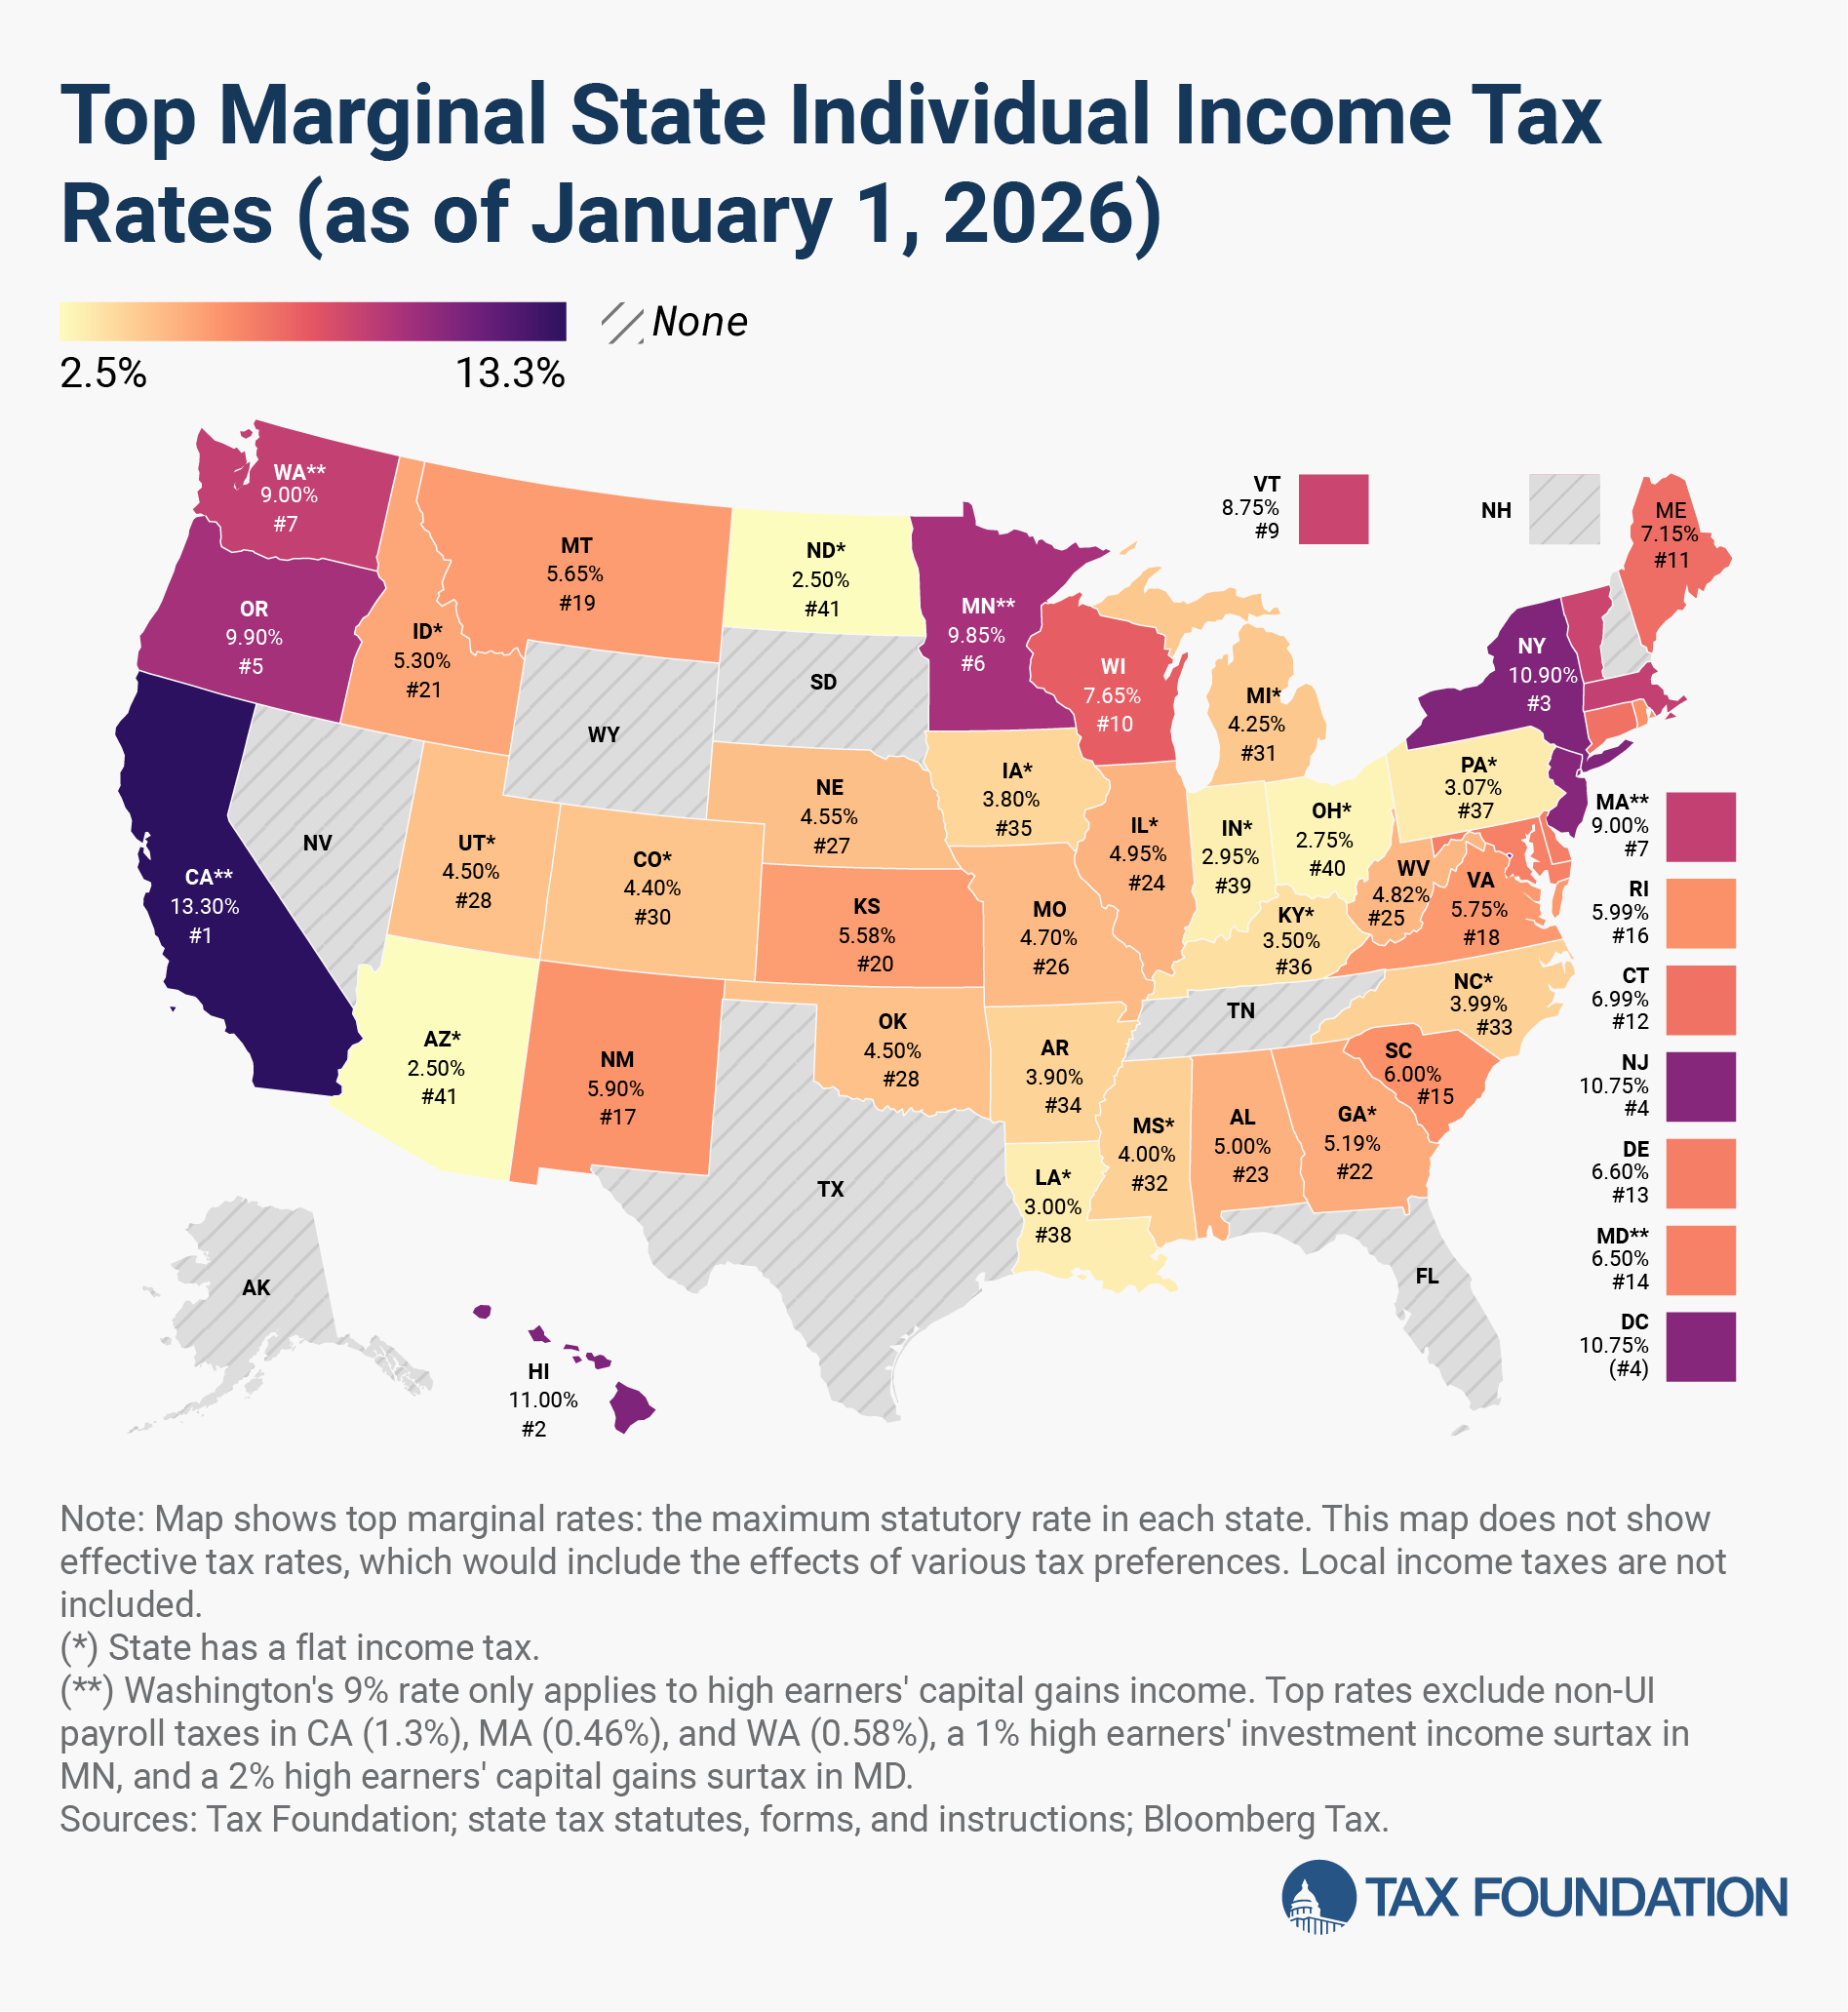 Top Marginal State Individual Income Tax
Rates (as of January 1, 2026)
2.5%
13.3%
None
WA**
9.00%
#7
OR
9.90%
#5
CA**
13.30%
#1
NV
ID*
5.30%
#21
MT
5.65%
#19
WY
UT*
4.50%
#28
CO*
4.40%
#30
AZ*
2.50%
#41
NM
5.90%
#17
ND*
2.50%
#41
SD
NE
4.55%
#27
KS
5.58%
#20
OK
4.50%
#28
TX
MN**
9.85%
#6
IA*
3.80%
#35
MO
4.70%
#26
AR
3.90%
#34
LA*
3.00%
#38
WI
7.65%
#10
IL*
4.95%
#24
MI*
4.25%
#31
IN*
2.95%
#39
OH*
2.75%
#40
KY*
3.50%
#36
TN
MS*
4.00%
#32
AL
5.00%
#23
GA*
5.19%
#22
FL
SC
6.00%
#15
NC*
3.99%
#33
VA
5.75%
#18
WV
4.82%
#25
PA*
3.07%
#37
NY
10.90%
#3
VT
8.75%
#9
NH
ME
7.15%
#11
MA**
9.00%
#7
RI
5.99%
#16
CT
6.99%
#12
NJ
10.75%
#4
DE
6.60%
#13
MD**
6.50%
#14
DC
10.75%
(#4)
AK
HI
11.00%
#2
Note: Map shows top marginal rates: the maximum statutory rate in each state. This map does not show
effective tax rates, which would include the effects of various tax preferences. Local income taxes are not
included.
(*) State has a flat income tax.
(**) Washington's 9% rate only applies to high earners' capital gains income. Top rates exclude non-UI
payroll taxes in CA (1.3%), MA (0.46%), and WA (0.58%), a 1% high earners' investment income surtax in
MN, and a 2% high earners' capital gains surtax in MD.
Sources: Tax Foundation; state tax statutes, forms, and instructions; Bloomberg Tax.
TAX FOUNDATION